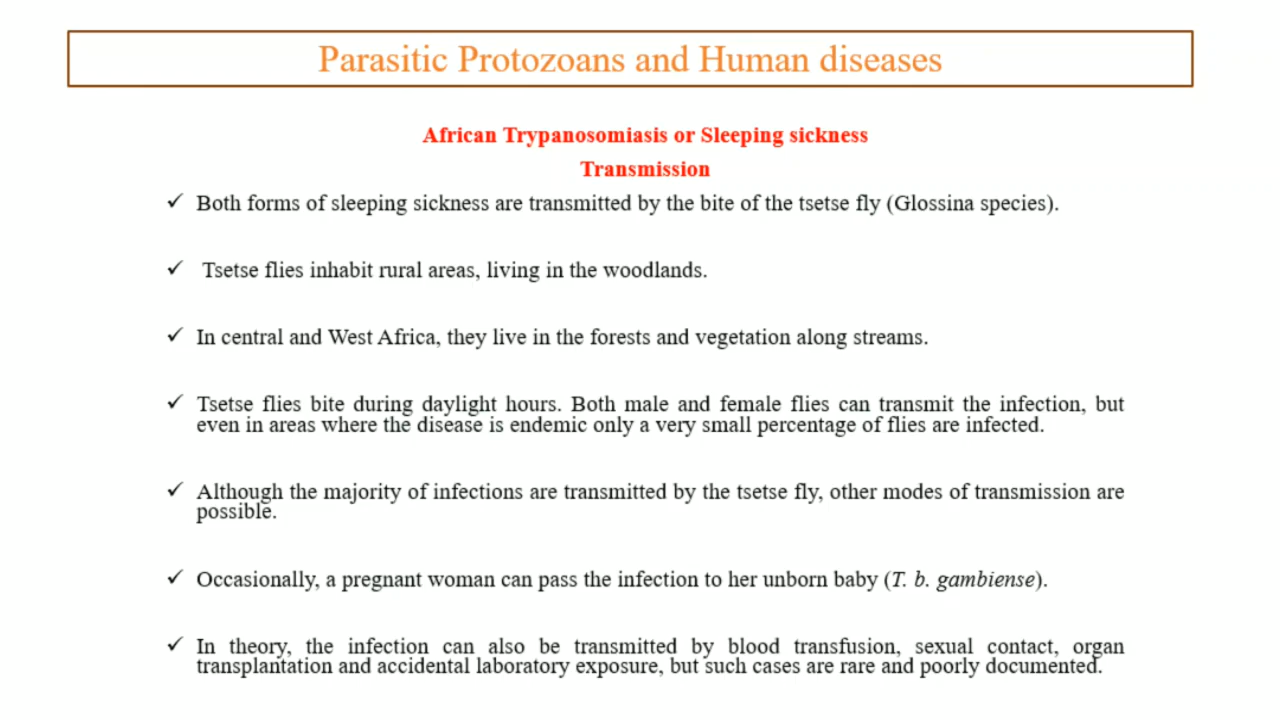 Parasitic Protozoans and Human diseases
African Trypanosomiasis or Sleeping sickness
Transmission
✓ Both forms of sleeping sickness are transmitted by the bite of the tsetse fly (Glossina species).
✓ Tsetse flies inhabit rural areas, living in the woodlands.
✓ In central and West Africa, they live in the forests and vegetation along streams.
✓ Tsetse flies bite during daylight hours. Both male and female flies can transmit the infection, but
even in areas where the disease is endemic only a very small percentage of flies are infected.
✓ Although the majority of infections are transmitted by the tsetse fly, other modes of transmission are
possible.
✓ Occasionally, a pregnant woman can pass the infection to her unborn baby (T. b. gambiense).
✓ In theory, the infection can also be transmitted by blood transfusion, sexual contact, organ
transplantation and accidental laboratory exposure, but such cases are rare and poorly documented.